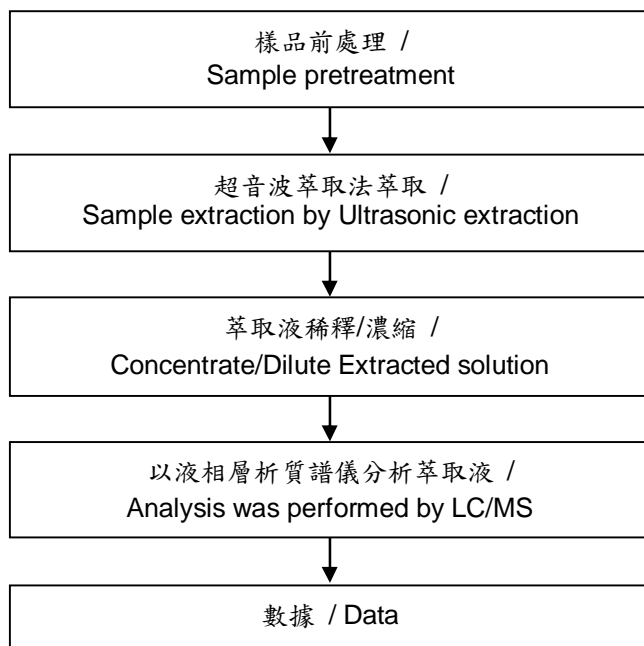 樣品前處理 /
Sample pretreatment
超音波萃取法萃取 /
Sample extraction by Ultrasonic extraction
萃取液稀釋/濃縮 /
Concentrate/Dilute Extracted solution
以液相層析質譜儀分析萃取液 /
Analysis was performed by LC/MS
數據 / Data